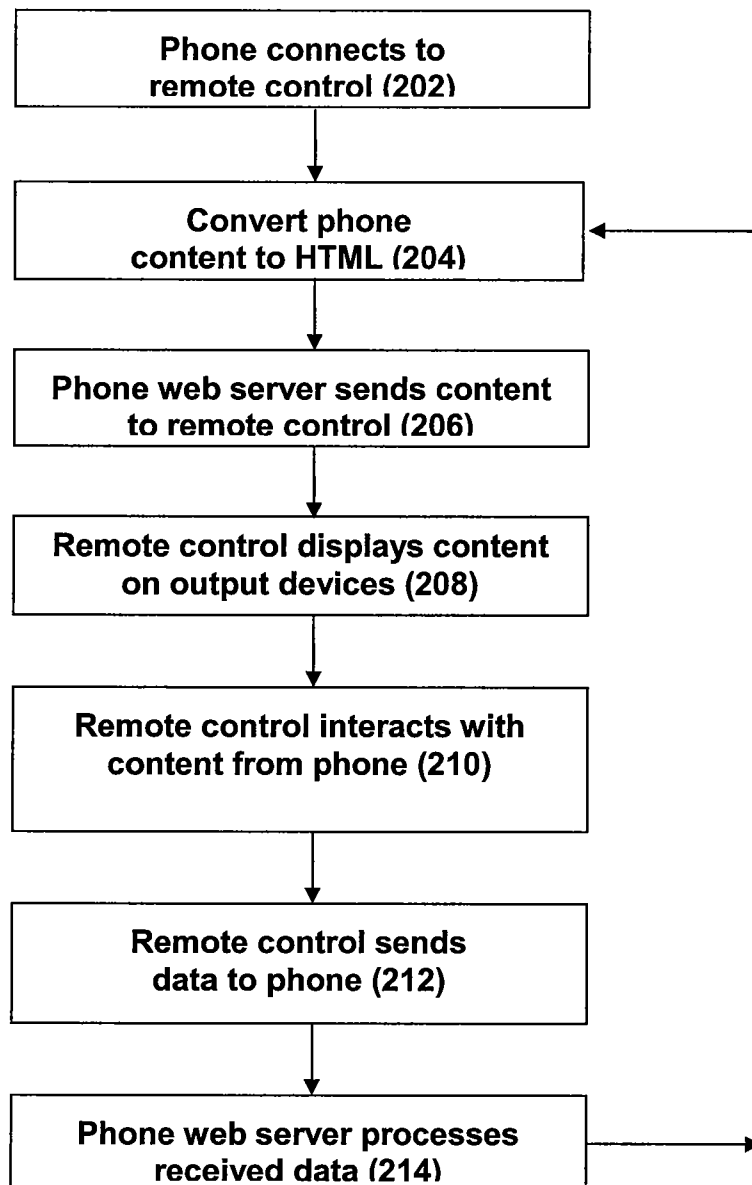 Phone connects to
remote control (202)
Convert phone
content to HTML (204)
Phone web server sends content
to remote control (206)
Remote control displays content
on output devices (208)
Remote control interacts with
content from phone (210)
Remote control sends
data to phone (212)
Phone web server processes
received data (214)